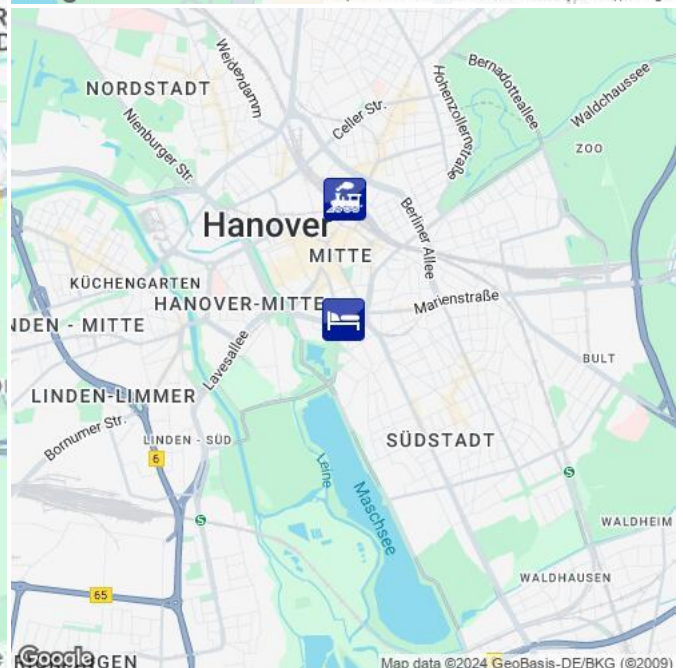 NORDSTADT
Weidendamm
Celler Str.
Hohenzollernstraße
Bernadotteallee
Waldchaussee
ZOO
Nienburger Str.
Hanover
MITTE
Berliner Allee
KÜCHENGARTEN
HANOVER-MITTE
Marienstraße
NDEN - MITTE
Lavesallee
BULT
LINDEN-LIMMER
Bornumer Str.
LINDEN - SÜD
SÜDSTADT
6
Leine
Maschsee
S
S
WALDHEIM
WALDHAUSEN
65
Google
Map data ©2024 GeoBasis-DE/BKG (©2009)